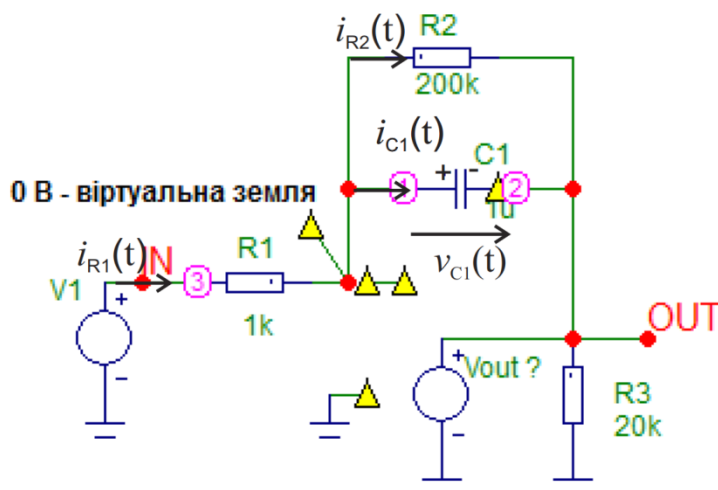 iR2(t)
R2
200k
iC1(t)
1
+
-
C1
2
1u
0 В - віртуальна земля
vC1(t)
iR1(t)
IN
R1
V1
+
3
-
1k
OUT
+
Vout ?
-
R3
20k